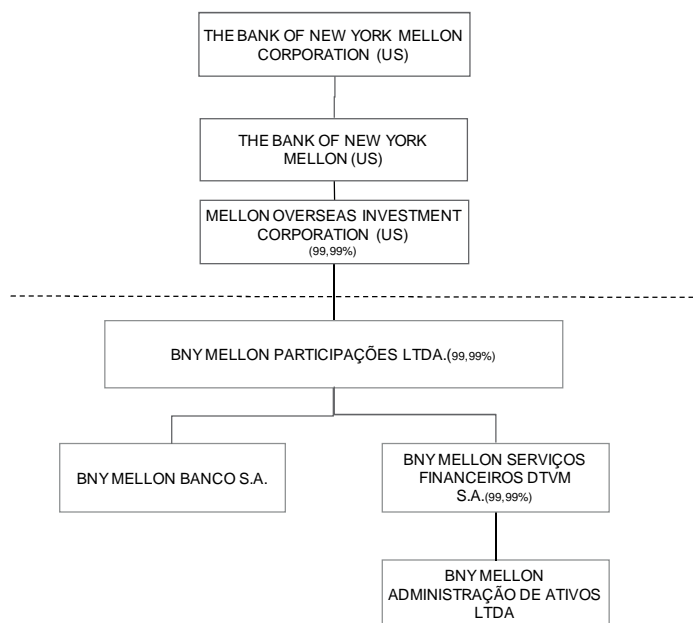 THE BANK OF NEW YORK MELLON
CORPORATION (US)
THE BANK OF NEW YORK
MELLON (US)
MELLON OVERSEAS INVESTMENT
CORPORATION (US)
(99,99%)
BNY MELLON PARTICIPAÇÕES LTDA.(99,99%)
BNY MELLON BANCO S.A.
BNY MELLON SERVIÇOS
FINANCEIROS DTVM
S.A.(99,99%)
BNY MELLON
ADMINISTRAÇÃO DE ATIVOS
LTDA